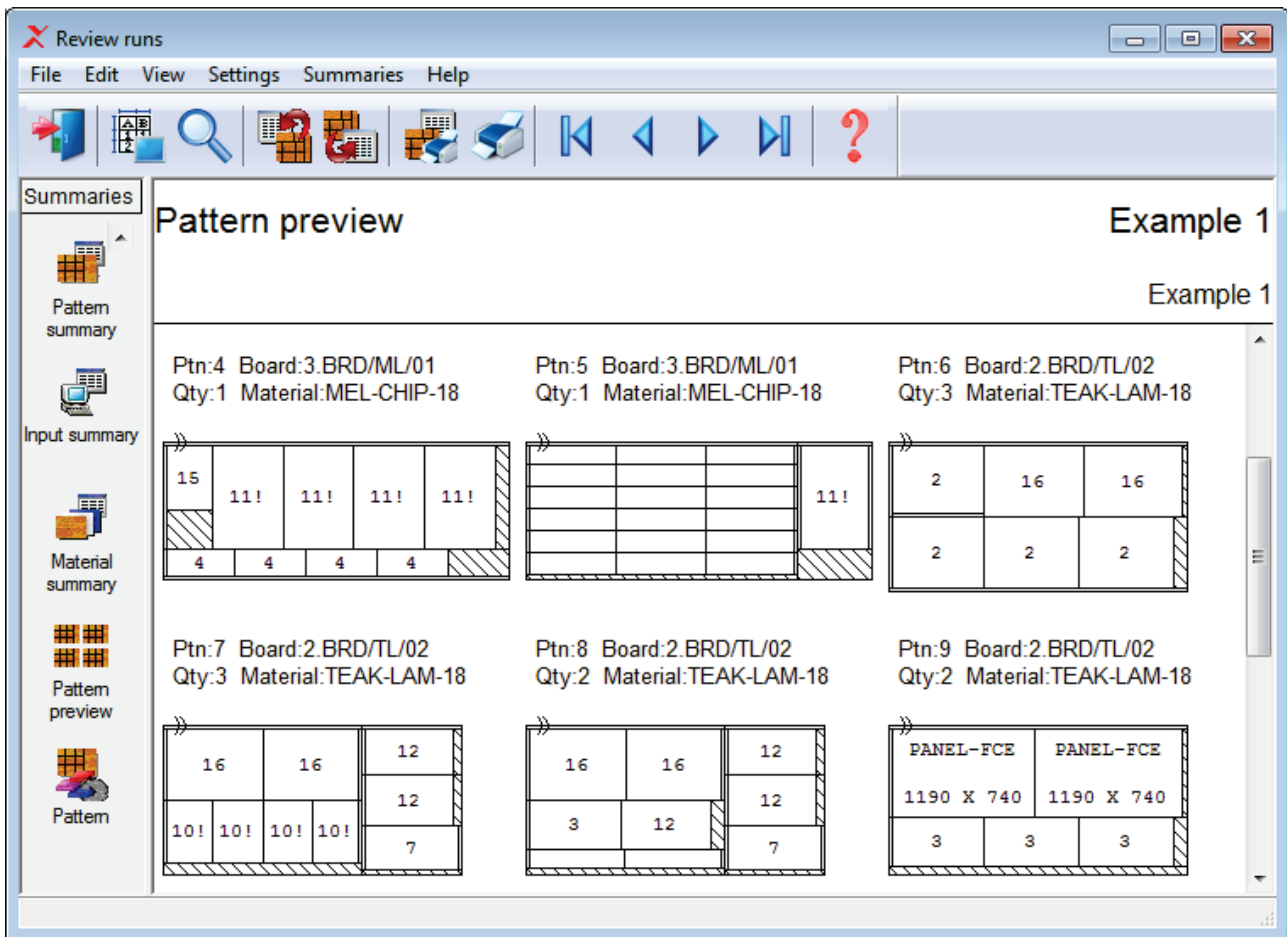 Review runs
File Edit View Settings Summaries Help
Summaries
Pattern
summary
Input summary
Material
summary
Pattern
preview
Pattern
Pattern preview
Example 1
Example 1
Ptn:4 Board:3.BRD/ML/01
Qty:1 Material:MEL-CHIP-18
15
11! 11! 11! 11!
4 4 4 4
Ptn:5 Board:3.BRD/ML/01
Qty:1 Material:MEL-CHIP-18
11!
Ptn:6 Board:2.BRD/TL/02
Qty:3 Material:TEAK-LAM-18
2 16 16
2 2 2
Ptn:7 Board:2.BRD/TL/02
Qty:3 Material:TEAK-LAM-18
16 16 12
12
10! 10! 10! 10!
7
Ptn:8 Board:2.BRD/TL/02
Qty:2 Material:TEAK-LAM-18
16 16 12
12
3 12
7
Ptn:9 Board:2.BRD/TL/02
Qty:2 Material:TEAK-LAM-18
PANEL-FCE PANEL-FCE
1190 X 740 1190 X 740
3 3 3